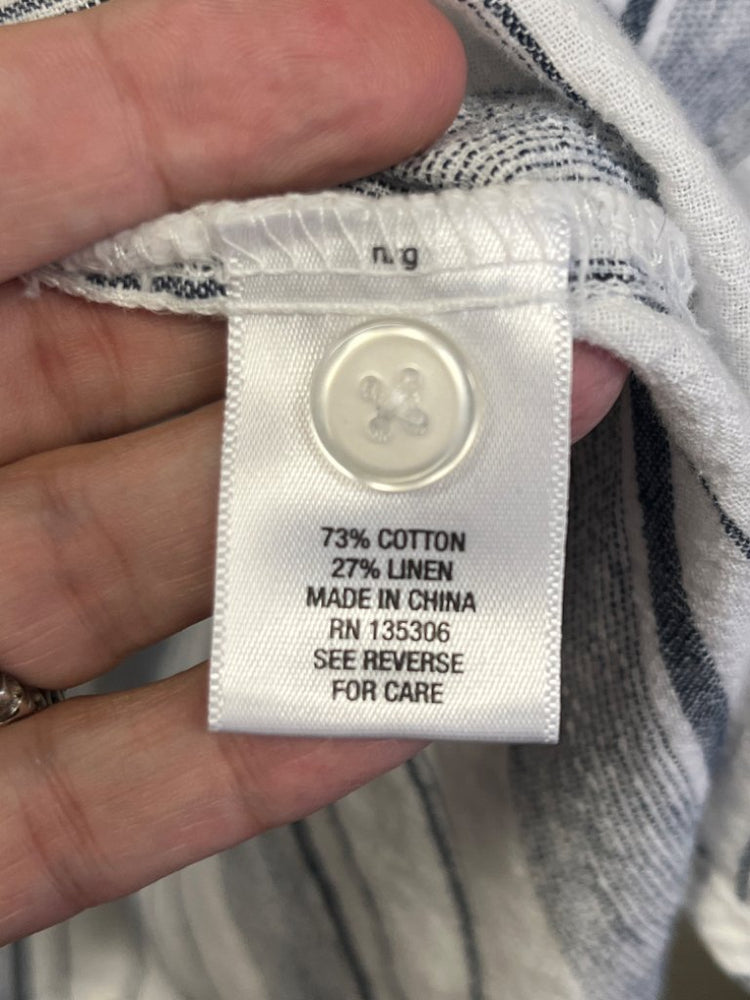 73% COTTON
27% LINEN
MADE IN CHINA
RN 135306
SEE REVERSE
FOR CARE